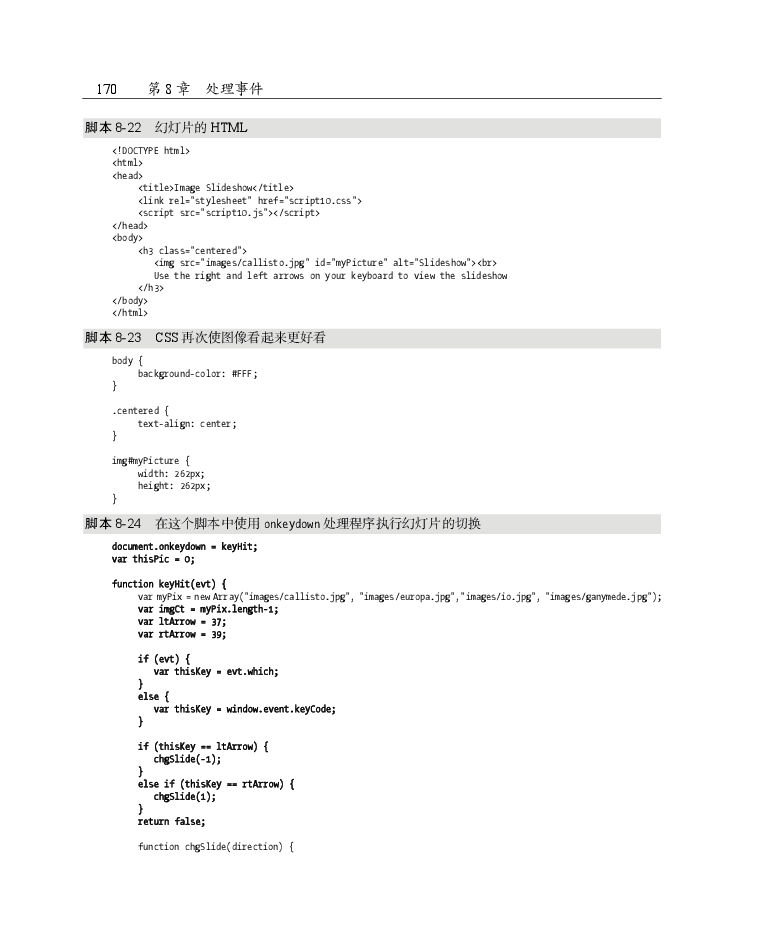 170 第 8 章 处理事件
脚本 8-22 幻灯片的 HTML
<!DOCTYPE html>
<html>
<head>
<title>Image Slideshow</title>
<link rel="stylesheet" href="script10.css">
<script src="script10.js"></script>
</head>
<body>
<h3 class="centered">
<img src="images/callisto.jpg" id="myPicture" alt="Slideshow"><br>
Use the right and left arrows on your keyboard to view the slideshow
</h3>
</body>
</html>
脚本 8-23 CSS 再次使图像看起来更好看
body {
background-color: #FFF;
}
.centered {
text-align: center;
}
img#myPicture {
width: 262px;
height: 262px;
}
脚本 8-24 在这个脚本中使用 onkeydown 处理程序执行幻灯片的切换
document.onkeydown = keyHit;
var thisPic = 0;
function keyHit(evt) {
var myPix = new Array("images/callisto.jpg", "images/europa.jpg","images/io.jpg", "images/ganymede.jpg");
var imgCt = myPix.length-1;
var ltArrow = 37;
var rtArrow = 39;
if (evt) {
var thisKey = evt.which;
}
else {
var thisKey = window.event.keyCode;
}
if (thisKey == ltArrow) {
chgSlide(-1);
}
else if (thisKey == rtArrow) {
chgSlide(1);
}
return false;
function chgSlide(direction) {